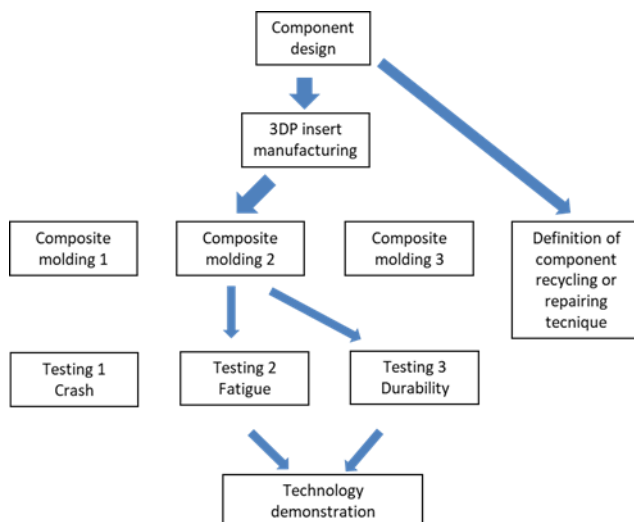 Component
design
3DP insert
manufacturing
Composite
molding 1
Composite
molding 2
Composite
molding 3
Definition of
component
recycling or
repairing
tecnique
Testing 1
Crash
Testing 2
Fatigue
Testing 3
Durability
Technology
demonstration